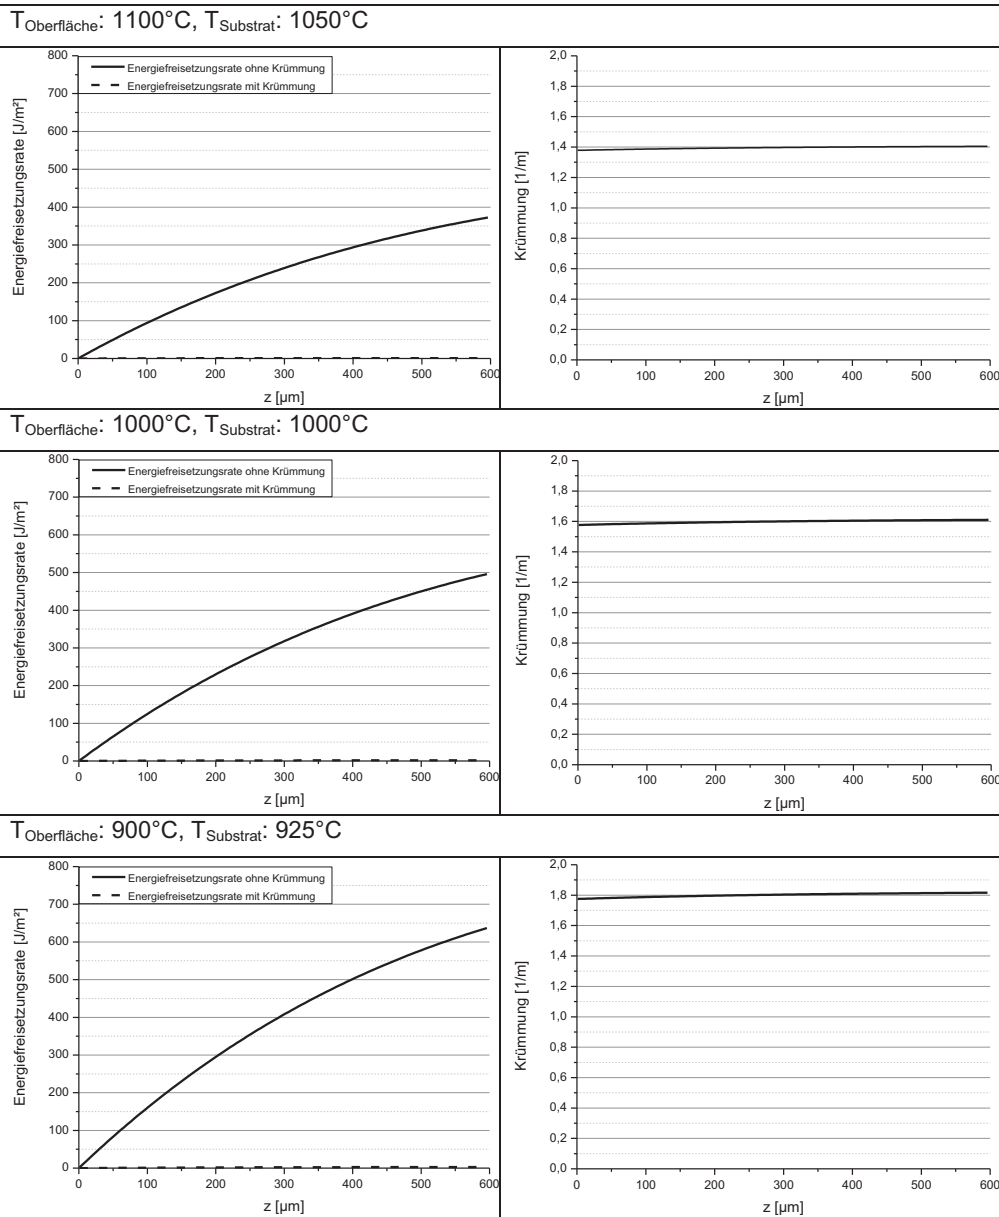 TOberfläche: 1100°C, TSubstrat: 1050°C
800
700
600
500
400
300
200
100
0
Energiefreisetzungsrate [J/m²]
Energiefreisetzungsrate ohne Krümmung
Energiefreisetzungsrate mit Krümmung
0 100 200 300 400 500 600
z [µm]
2,0
1,8
1,6
1,4
1,2
1,0
0,8
0,6
0,4
0,2
0,0
Krümmung [1/m]
0 100 200 300 400 500 600
z [µm]
TOberfläche: 1000°C, TSubstrat: 1000°C
800
700
600
500
400
300
200
100
0
Energiefreisetzungsrate [J/m²]
Energiefreisetzungsrate ohne Krümmung
Energiefreisetzungsrate mit Krümmung
0 100 200 300 400 500 600
z [µm]
2,0
1,8
1,6
1,4
1,2
1,0
0,8
0,6
0,4
0,2
0,0
Krümmung [1/m]
0 100 200 300 400 500 600
z [µm]
TOberfläche: 900°C, TSubstrat: 925°C
800
700
600
500
400
300
200
100
0
Energiefreisetzungsrate [J/m²]
Energiefreisetzungsrate ohne Krümmung
Energiefreisetzungsrate mit Krümmung
0 100 200 300 400 500 600
z [µm]
2,0
1,8
1,6
1,4
1,2
1,0
0,8
0,6
0,4
0,2
0,0
Krümmung [1/m]
0 100 200 300 400 500 600
z [µm]